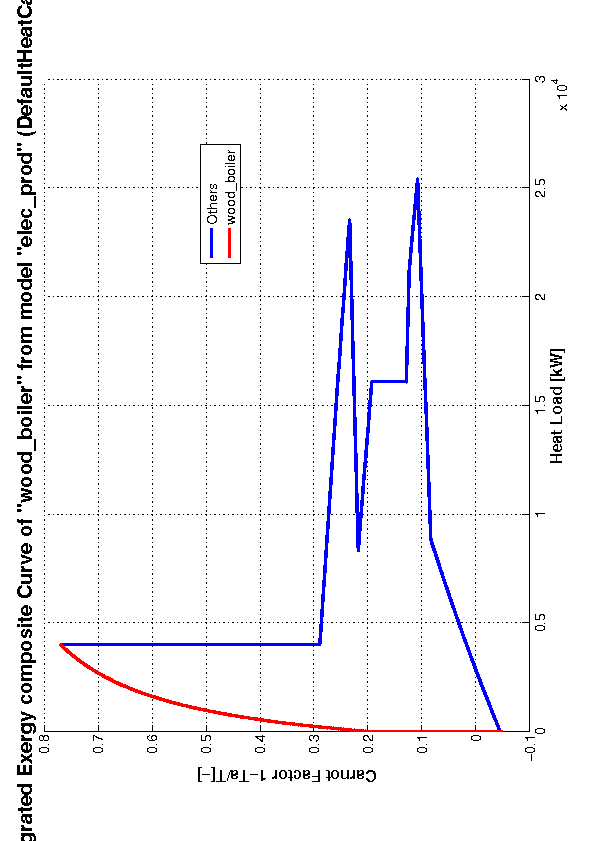 grated Exergy composite Curve of "wood_boiler" from model "elec_prod" (DefaultHeatCa
Others
wood_boiler
0.8
0.7
0.6
0.5
0.4
0.3
0.2
0.1
0
−0.1
Carnot Factor 1−Ta/T[−]
0
0.5
1
1.5
2
2.5
3
x 10⁴
Heat Load [kW]